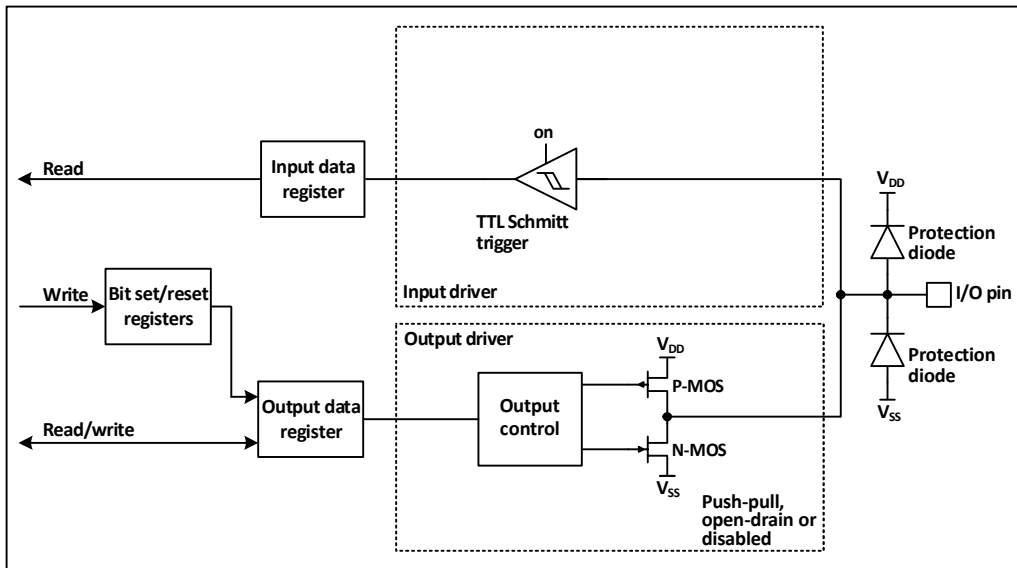 on
Read
Input data
register
TTL Schmitt
trigger
VDD
Protection
diode
Write
Bit set/reset
registers
Input driver
I/O pin
Output driver
VDD
P-MOS
Protection
diode
Output data
register
Output
control
Read/write
N-MOS
VSS
VSS
Push-pull,
open-drain or
disabled